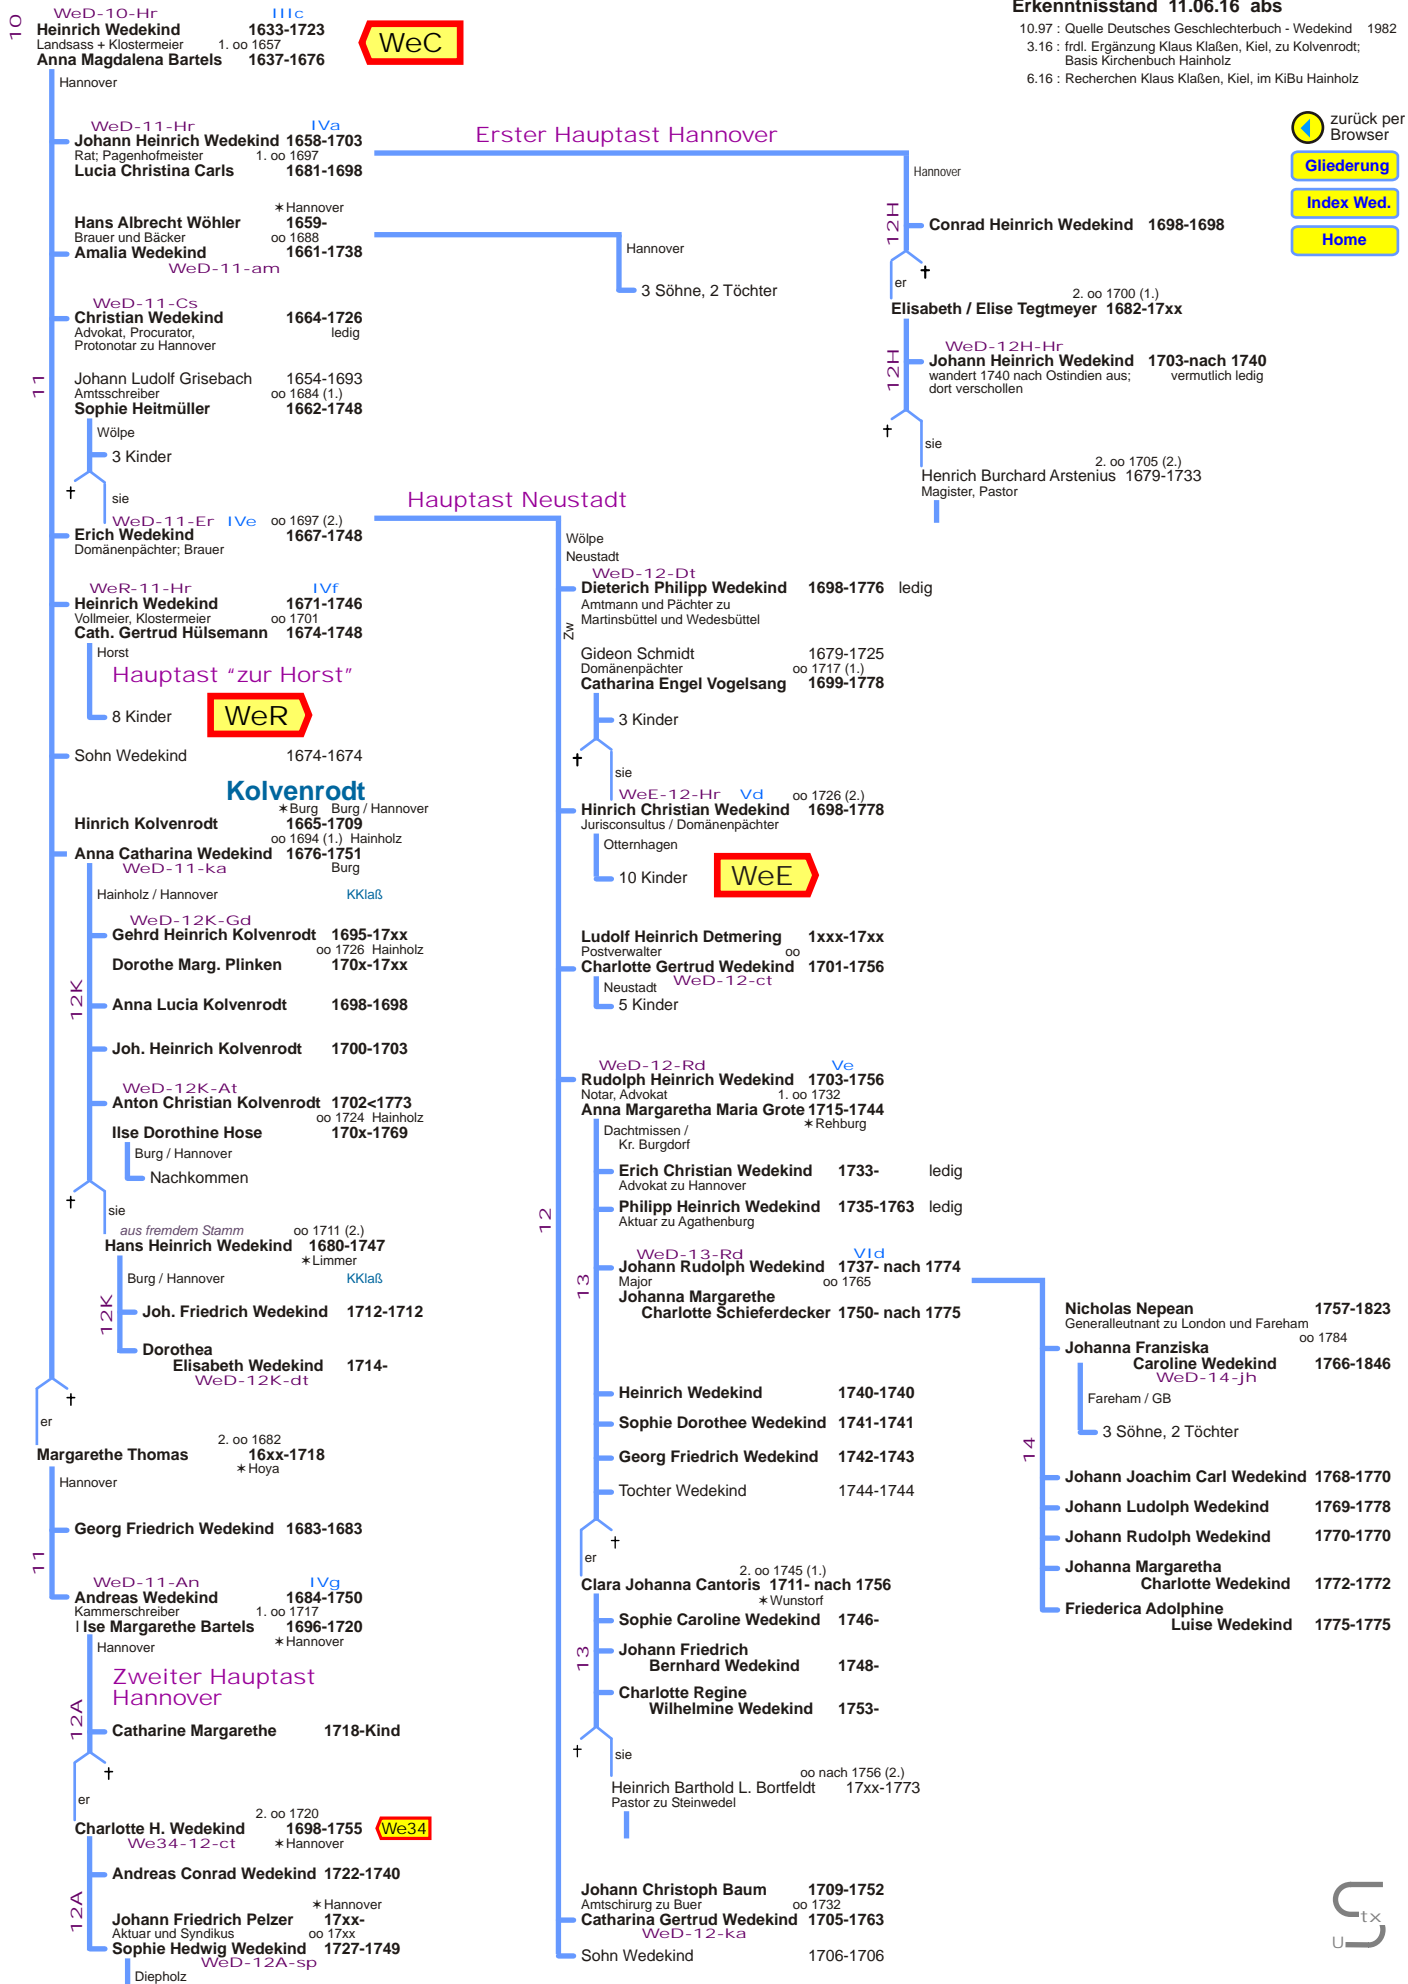 Erkenntnisstand 11.06.16 abs
10.97 : Quelle Deutsches Geschlechterbuch - Wedekind 1982
3.16 : frdl. Ergänzung Klaus Klaßen, Kiel, zu Kolvenrodt;
Basis Kirchenbuch Hainholz
6.16 : Recherchen Klaus Klaßen, Kiel, im KiBu Hainholz
zurück per
Browser
Gliederung
Index Wed.
Home
10
WeD-10-Hr IIIc
Heinrich Wedekind 1633-1723
Landsass + Klostermeier 1. oo 1657
Anna Magdalena Bartels 1637-1676
WeC
Hannover
11
WeD-11-Hr IVa
Johann Heinrich Wedekind 1658-1703
Rat; Pagenhofmeister 1. oo 1697
Lucia Christina Carls 1681-1698
✶Hannover
Hans Albrecht Wöhler 1659-
Brauer und Bäcker oo 1688
Amalia Wedekind 1661-1738
WeD-11-am
Hannover
3 Söhne, 2 Töchter
WeD-11-Cs
Christian Wedekind 1664-1726
Advokat, Procurator, ledig
Protonotar zu Hannover
Johann Ludolf Grisebach 1654-1693
Amtsschreiber oo 1684 (1.)
Sophie Heitmüller 1662-1748
Wölpe
3 Kinder
† sie
WeD-11-Er IVe oo 1697 (2.)
Erich Wedekind 1667-1748
Domänenpächter; Brauer
WeR-11-Hr IVf
Heinrich Wedekind 1671-1746
Vollmeier, Klostermeier oo 1701
Cath. Gertrud Hülsemann 1674-1748
Horst
Hauptast "zur Horst"
8 Kinder WeR
Sohn Wedekind 1674-1674
Kolvenrodt
✶Burg Burg / Hannover
Hinrich Kolvenrodt 1665-1709
oo 1694 (1.) Hainholz
Anna Catharina Wedekind 1676-1751
WeD-11-ka Burg
Hainholz / Hannover KKlaß
12K
WeD-12K-Gd
Gehrd Heinrich Kolvenrodt 1695-17xx
oo 1726 Hainholz
Dorothe Marg. Plinken 170x-17xx
Anna Lucia Kolvenrodt 1698-1698
Joh. Heinrich Kolvenrodt 1700-1703
WeD-12K-At
Anton Christian Kolvenrodt 1702<1773
oo 1724 Hainholz
Ilse Dorothine Hose 170x-1769
Burg / Hannover
Nachkommen
† sie
aus fremdem Stamm oo 1711 (2.)
Hans Heinrich Wedekind 1680-1747
✶Limmer
Burg / Hannover KKlaß
12K
Joh. Friedrich Wedekind 1712-1712
Dorothea
Elisabeth Wedekind 1714-
WeD-12K-dt
†
er
2. oo 1682
Margarethe Thomas 16xx-1718
✶Hoya
Hannover
11
Georg Friedrich Wedekind 1683-1683
WeD-11-An IVg
Andreas Wedekind 1684-1750
Kammerschreiber 1. oo 1717
Ilse Margarethe Bartels 1696-1720
✶Hannover
Hannover
Zweiter Hauptast
Hannover
12A
Catharine Margarethe 1718-Kind
†
er
2. oo 1720
Charlotte H. Wedekind 1698-1755 We34
We34-12-ct ✶Hannover
12A
Andreas Conrad Wedekind 1722-1740
✶Hannover
Johann Friedrich Pelzer 17xx-
Aktuar und Syndikus oo 17xx
Sophie Hedwig Wedekind 1727-1749
WeD-12A-sp
Diepholz
Erster Hauptast Hannover
Hannover
12H
Conrad Heinrich Wedekind 1698-1698
†
er
2. oo 1700 (1.)
Elisabeth / Elise Tegtmeyer 1682-17xx
12H
WeD-12H-Hr
Johann Heinrich Wedekind 1703-nach 1740
wandert 1740 nach Ostindien aus; vermutlich ledig
dort verschollen
† sie
2. oo 1705 (2.)
Henrich Burchard Arstenius 1679-1733
Magister, Pastor
Hauptast Neustadt
Wölpe
Neustadt
12
WeD-12-Dt
Dieterich Philipp Wedekind 1698-1776 ledig
Amtmann und Pächter zu
Martinsbüttel und Wedesbüttel
Zw
Gideon Schmidt 1679-1725
Domänenpächter oo 1717 (1.)
Catharina Engel Vogelsang 1699-1778
3 Kinder
† sie
WeE-12-Hr Vd oo 1726 (2.)
Hinrich Christian Wedekind 1698-1778
Jurisconsultus / Domänenpächter
Otternhagen
10 Kinder WeE
Ludolf Heinrich Detmering 1xxx-17xx
Postverwalter oo
Charlotte Gertrud Wedekind 1701-1756
WeD-12-ct
Neustadt
5 Kinder
WeD-12-Rd Ve
Rudolph Heinrich Wedekind 1703-1756
Notar, Advokat 1. oo 1732
Anna Margaretha Maria Grote 1715-1744
✶Rehburg
Dachtmissen /
Kr. Burgdorf
13
Erich Christian Wedekind 1733- ledig
Advokat zu Hannover
Philipp Heinrich Wedekind 1735-1763 ledig
Aktuar zu Agathenburg
WeD-13-Rd VId
Johann Rudolph Wedekind 1737- nach 1774
Major oo 1765
Johanna Margarethe
Charlotte Schieferdecker 1750- nach 1775
Heinrich Wedekind 1740-1740
Sophie Dorothee Wedekind 1741-1741
Georg Friedrich Wedekind 1742-1743
Tochter Wedekind 1744-1744
†
er
2. oo 1745 (1.)
Clara Johanna Cantoris 1711- nach 1756
✶Wunstorf
13
Sophie Caroline Wedekind 1746-
Johann Friedrich
Bernhard Wedekind 1748-
Charlotte Regine
Wilhelmine Wedekind 1753-
† sie
oo nach 1756 (2.)
Heinrich Barthold L. Bortfeldt 17xx-1773
Pastor zu Steinwedel
Johann Christoph Baum 1709-1752
Amtschirurg zu Buer oo 1732
Catharina Gertrud Wedekind 1705-1763
WeD-12-ka
Sohn Wedekind 1706-1706
14
Nicholas Nepean 1757-1823
Generalleutnant zu London und Fareham
oo 1784
Johanna Franziska
Caroline Wedekind 1766-1846
WeD-14-jh
Fareham / GB
3 Söhne, 2 Töchter
Johann Joachim Carl Wedekind 1768-1770
Johann Ludolph Wedekind 1769-1778
Johann Rudolph Wedekind 1770-1770
Johanna Margaretha
Charlotte Wedekind 1772-1772
Friederica Adolphine
Luise Wedekind 1775-1775
S
tx
U